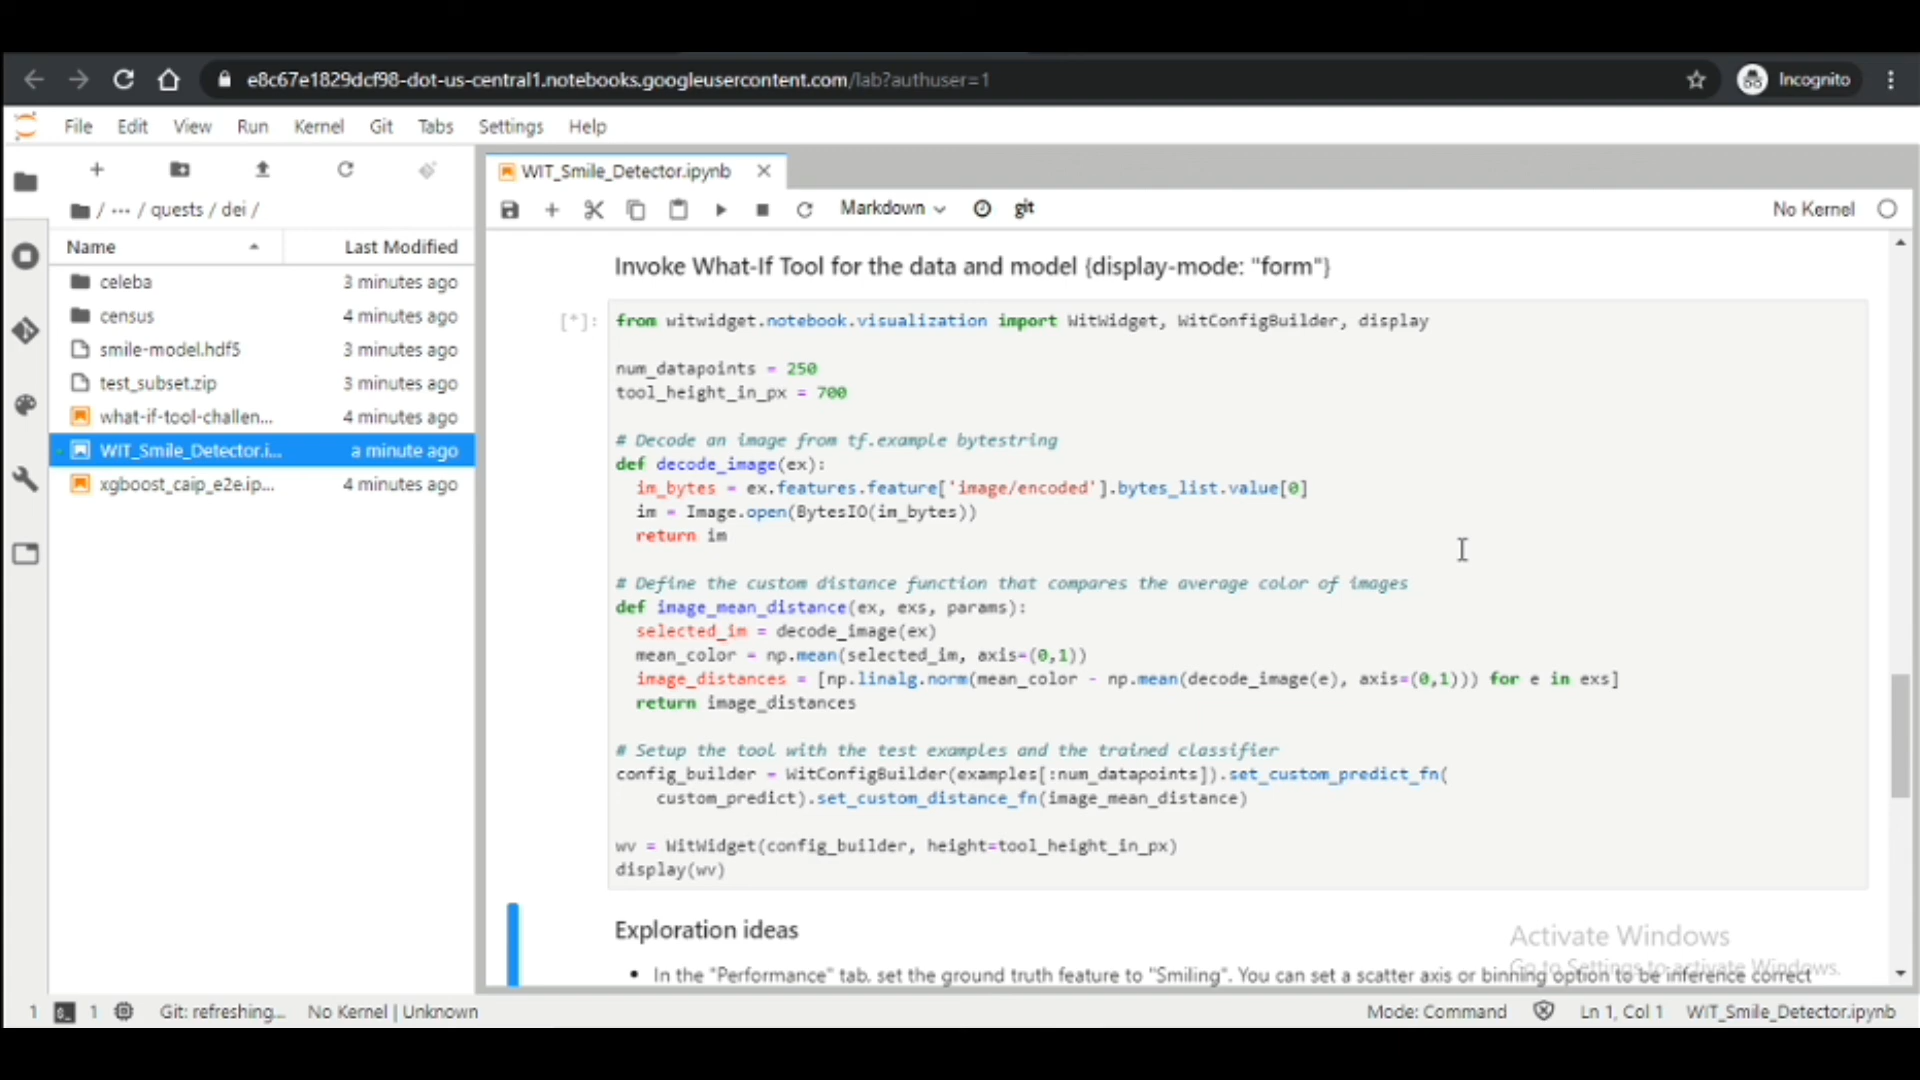 e8c67e1829dcf98-dot-us-central1.notebooks.googleusercontent.com/lab?authuser=1
Incognito
File Edit View Run Kernel Git Tabs Settings Help
WIT_Smile_Detector.ipynb
/ ··· / quests / dei /
Markdown
git
No Kernel
Name Last Modified
celeba 3 minutes ago
census 4 minutes ago
smile-model.hdf5 3 minutes ago
test_subset.zip 3 minutes ago
what-if-tool-challen... 4 minutes ago
WIT_Smile_Detector.i... a minute ago
xgboost_caip_e2e.ip... 4 minutes ago
Invoke What-If Tool for the data and model {display-mode: "form"}
[*]:
from witwidget.notebook.visualization import WitWidget, WitConfigBuilder, display
num_datapoints = 250
tool_height_in_px = 700
# Decode an image from tf.example bytestring
def decode_image(ex):
im_bytes = ex.features.feature['image/encoded'].bytes_list.value[0]
im = Image.open(BytesIO(im_bytes))
return im
# Define the custom distance function that compares the average color of images
def image_mean_distance(ex, exs, params):
selected_im = decode_image(ex)
mean_color = np.mean(selected_im, axis=(0,1))
image_distances = [np.linalg.norm(mean_color - np.mean(decode_image(e), axis=(0,1))) for e in exs]
return image_distances
# Setup the tool with the test examples and the trained classifier
config_builder = WitConfigBuilder(examples[:num_datapoints]).set_custom_predict_fn(
custom_predict).set_custom_distance_fn(image_mean_distance)
wv = WitWidget(config_builder, height=tool_height_in_px)
display(wv)
Exploration ideas
Activate Windows
Go to Settings to activate Windows.
• In the "Performance" tab, set the ground truth feature to "Smiling". You can set a scatter axis or binning option to be inference correct
1 1 Git: refreshing... No Kernel | Unknown
Mode: Command Ln 1, Col 1 WIT_Smile_Detector.ipynb